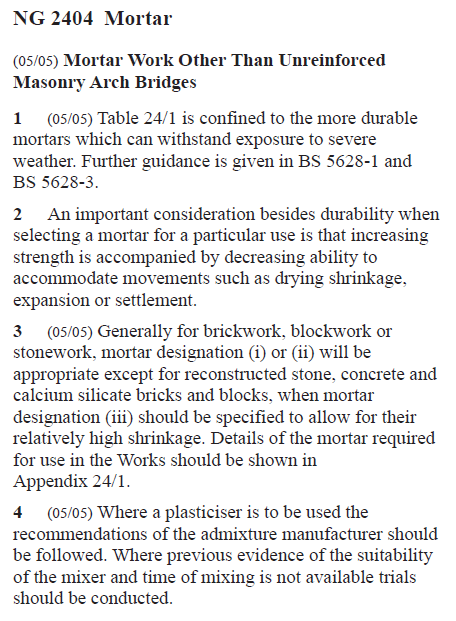 NG 2404 Mortar
(05/05) Mortar Work Other Than Unreinforced
Masonry Arch Bridges
1 (05/05) Table 24/1 is confined to the more durable
mortars which can withstand exposure to severe
weather. Further guidance is given in BS 5628-1 and
BS 5628-3.
2 An important consideration besides durability when
selecting a mortar for a particular use is that increasing
strength is accompanied by decreasing ability to
accommodate movements such as drying shrinkage,
expansion or settlement.
3 (05/05) Generally for brickwork, blockwork or
stonework, mortar designation (i) or (ii) will be
appropriate except for reconstructed stone, concrete and
calcium silicate bricks and blocks, when mortar
designation (iii) should be specified to allow for their
relatively high shrinkage. Details of the mortar required
for use in the Works should be shown in
Appendix 24/1.
4 (05/05) Where a plasticiser is to be used the
recommendations of the admixture manufacturer should
be followed. Where previous evidence of the suitability
of the mixer and time of mixing is not available trials
should be conducted.